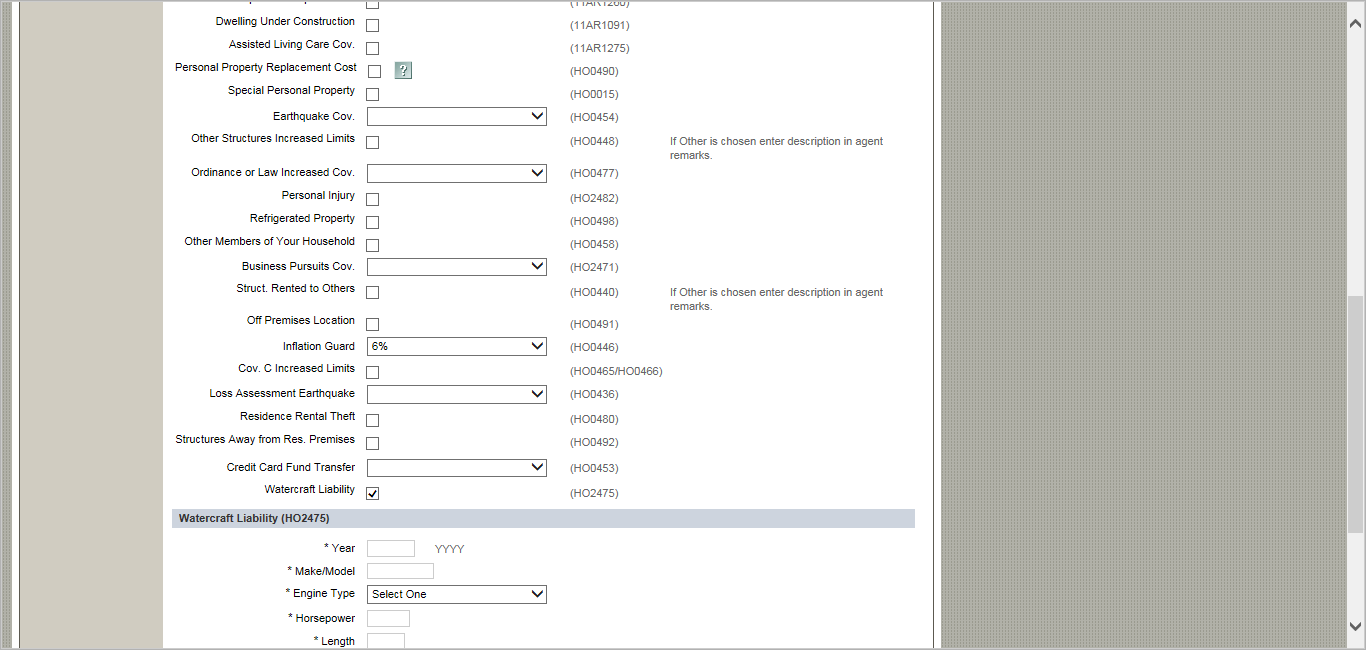 (11AR1260)
Dwelling Under Construction (11AR1091)
Assisted Living Care Cov. (11AR1275)
Personal Property Replacement Cost ? (HO0490)
Special Personal Property (HO0015)
Earthquake Cov. (HO0454)
Other Structures Increased Limits (HO0448) If Other is chosen enter description in agent
remarks.
Ordinance or Law Increased Cov. (HO0477)
Personal Injury (HO2482)
Refrigerated Property (HO0498)
Other Members of Your Household (HO0458)
Business Pursuits Cov. (HO2471)
Struct. Rented to Others (HO0440) If Other is chosen enter description in agent
remarks.
Off Premises Location (HO0491)
Inflation Guard 6% (HO0446)
Cov. C Increased Limits (HO0465/HO0466)
Loss Assessment Earthquake (HO0436)
Residence Rental Theft (HO0480)
Structures Away from Res. Premises (HO0492)
Credit Card Fund Transfer (HO0453)
Watercraft Liability (HO2475)
Watercraft Liability (HO2475)
* Year YYYY
* Make/Model
* Engine Type Select One
* Horsepower
* Length